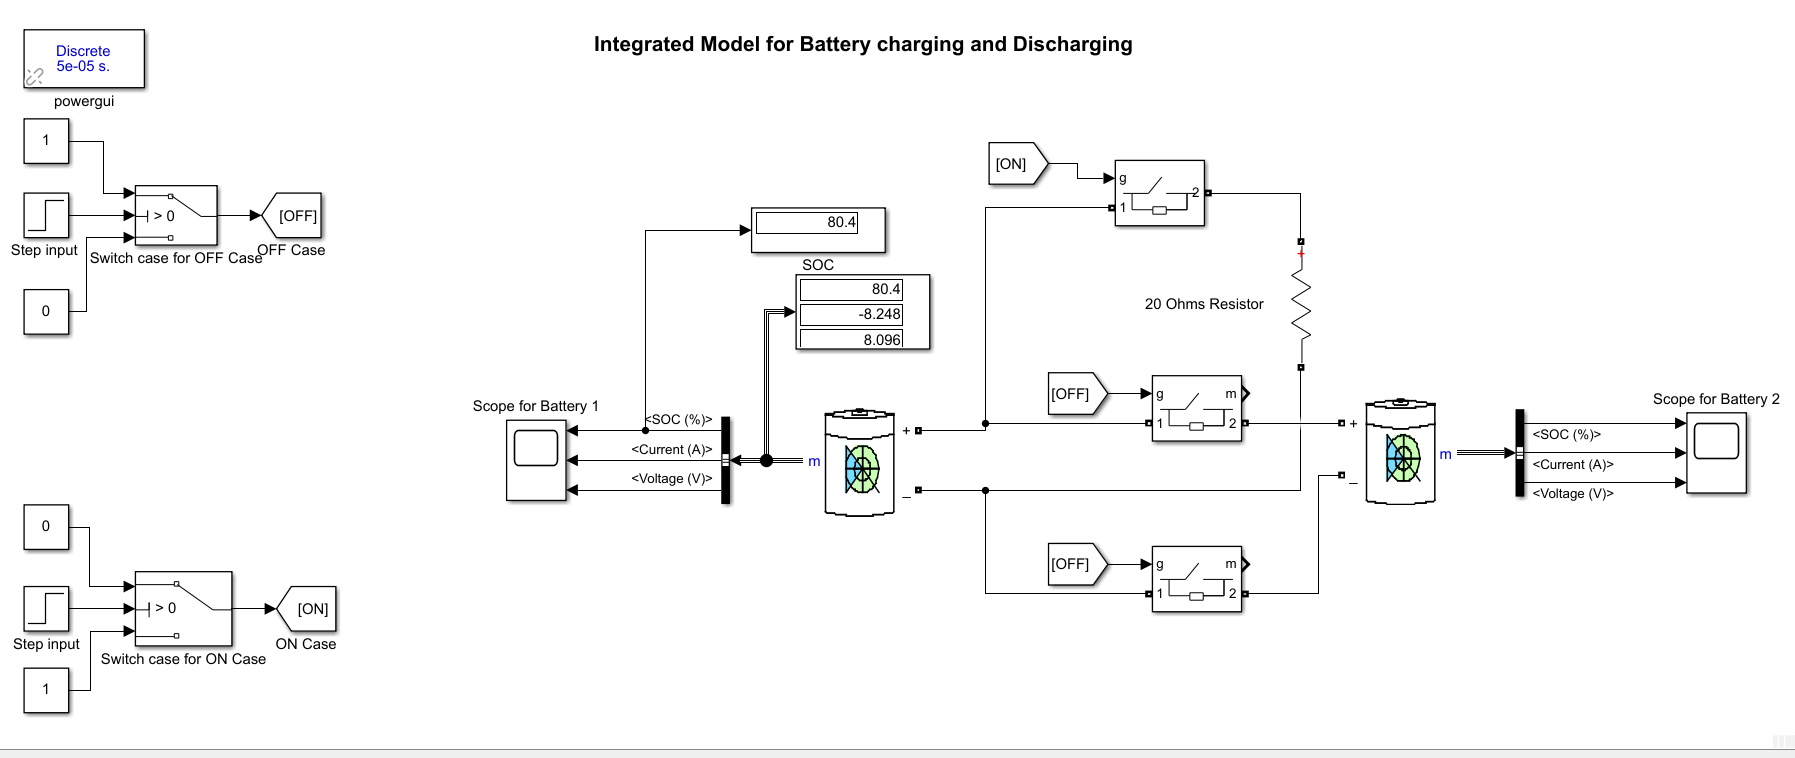 Integrated Model for Battery charging and Discharging
Discrete
5e-05 s.
powergui
1
> 0
[OFF]
Step input
Switch case for OFF Case
OFF Case
0
0
> 0
[ON]
Step input
Switch case for ON Case
ON Case
1
80.4
SOC
80.4
-8.248
8.096
Scope for Battery 1
<SOC (%)>
<Current (A)>
<Voltage (V)>
m
+
_
[ON]
g
1
2
+
20 Ohms Resistor
[OFF]
g
m
1
2
[OFF]
g
m
1
2
+
_
m
<SOC (%)>
<Current (A)>
<Voltage (V)>
Scope for Battery 2